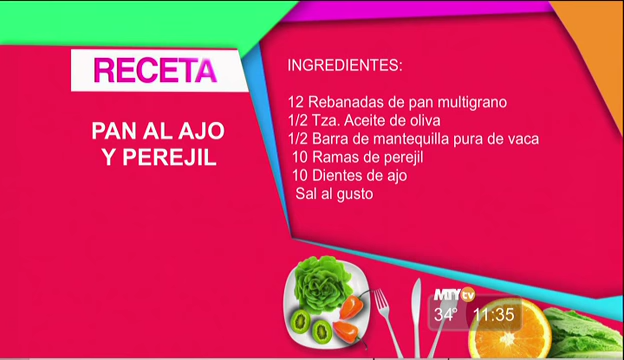 RECETA
PAN AL AJO
Y PEREJIL
INGREDIENTES:
12 Rebanadas de pan multigrano
1/2 Tza. Aceite de oliva
1/2 Barra de mantequilla pura de vaca
10 Ramas de perejil
10 Dientes de ajo
Sal al gusto
MTYtv
34° 11:35